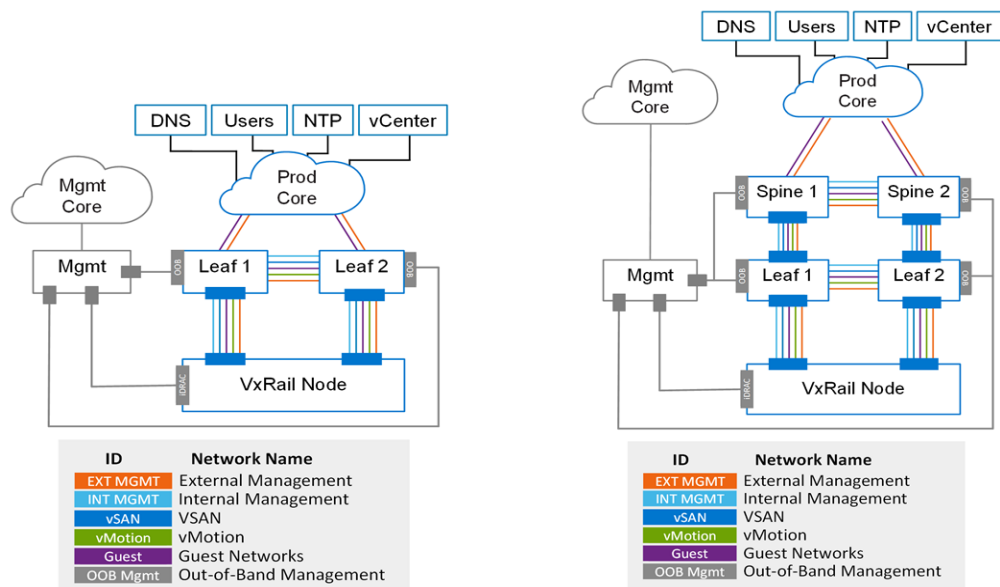 DNS
Users
NTP
vCenter
Prod
Core
Mgmt
Core
Mgmt
OOB
Leaf 1
Leaf 2
OOB
iDRAC
VxRail Node
ID Network Name
EXT MGMT External Management
INT MGMT Internal Management
vSAN VSAN
vMotion vMotion
Guest Guest Networks
OOB Mgmt Out-of-Band Management
DNS
Users
NTP
vCenter
Prod
Core
Mgmt
Core
OOB
Spine 1
Spine 2
OOB
Mgmt
OOB
Leaf 1
Leaf 2
OOB
iDRAC
VxRail Node
ID Network Name
EXT MGMT External Management
INT MGMT Internal Management
vSAN VSAN
vMotion vMotion
Guest Guest Networks
OOB Mgmt Out-of-Band Management